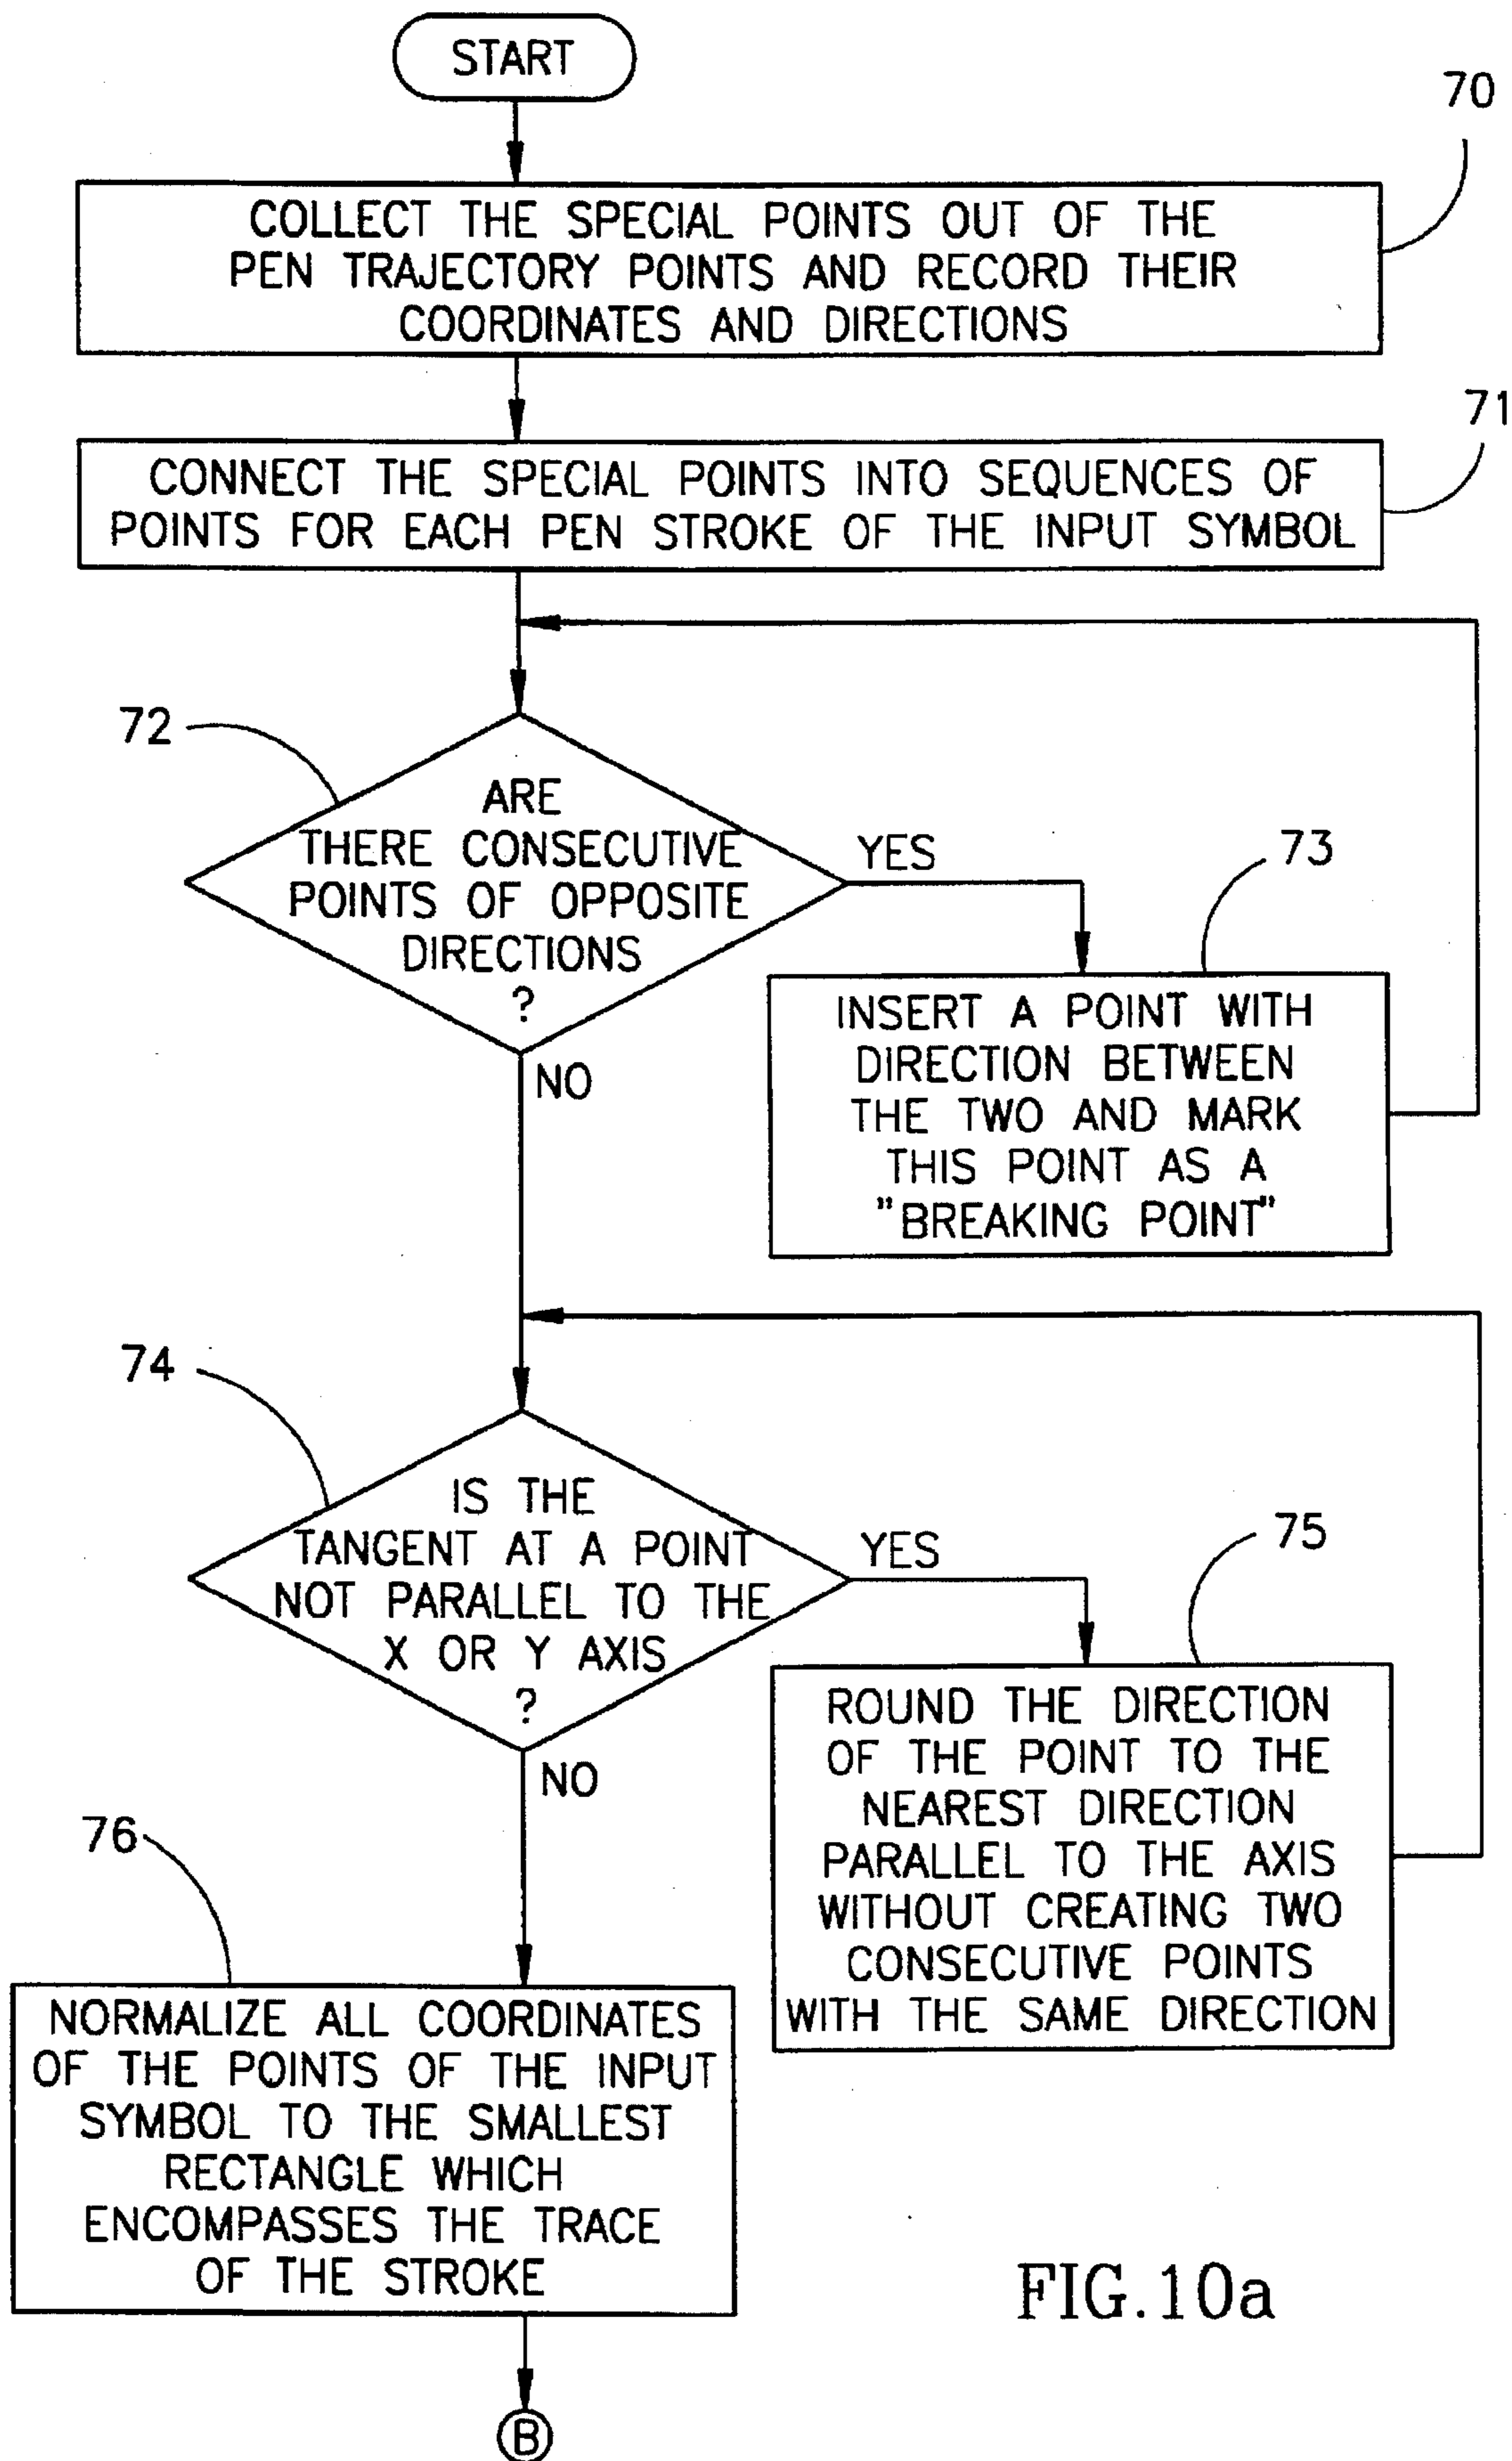 START
70
COLLECT THE SPECIAL POINTS OUT OF THE
PEN TRAJECTORY POINTS AND RECORD THEIR
COORDINATES AND DIRECTIONS
71
CONNECT THE SPECIAL POINTS INTO SEQUENCES OF
POINTS FOR EACH PEN STROKE OF THE INPUT SYMBOL
72
ARE
THERE CONSECUTIVE
POINTS OF OPPOSITE
DIRECTIONS
?
YES
NO
73
INSERT A POINT WITH
DIRECTION BETWEEN
THE TWO AND MARK
THIS POINT AS A
"BREAKING POINT"
74
IS THE
TANGENT AT A POINT
NOT PARALLEL TO THE
X OR Y AXIS
?
YES
NO
75
ROUND THE DIRECTION
OF THE POINT TO THE
NEAREST DIRECTION
PARALLEL TO THE AXIS
WITHOUT CREATING TWO
CONSECUTIVE POINTS
WITH THE SAME DIRECTION
76
NORMALIZE ALL COORDINATES
OF THE POINTS OF THE INPUT
SYMBOL TO THE SMALLEST
RECTANGLE WHICH
ENCOMPASSES THE TRACE
OF THE STROKE
B
FIG.10a